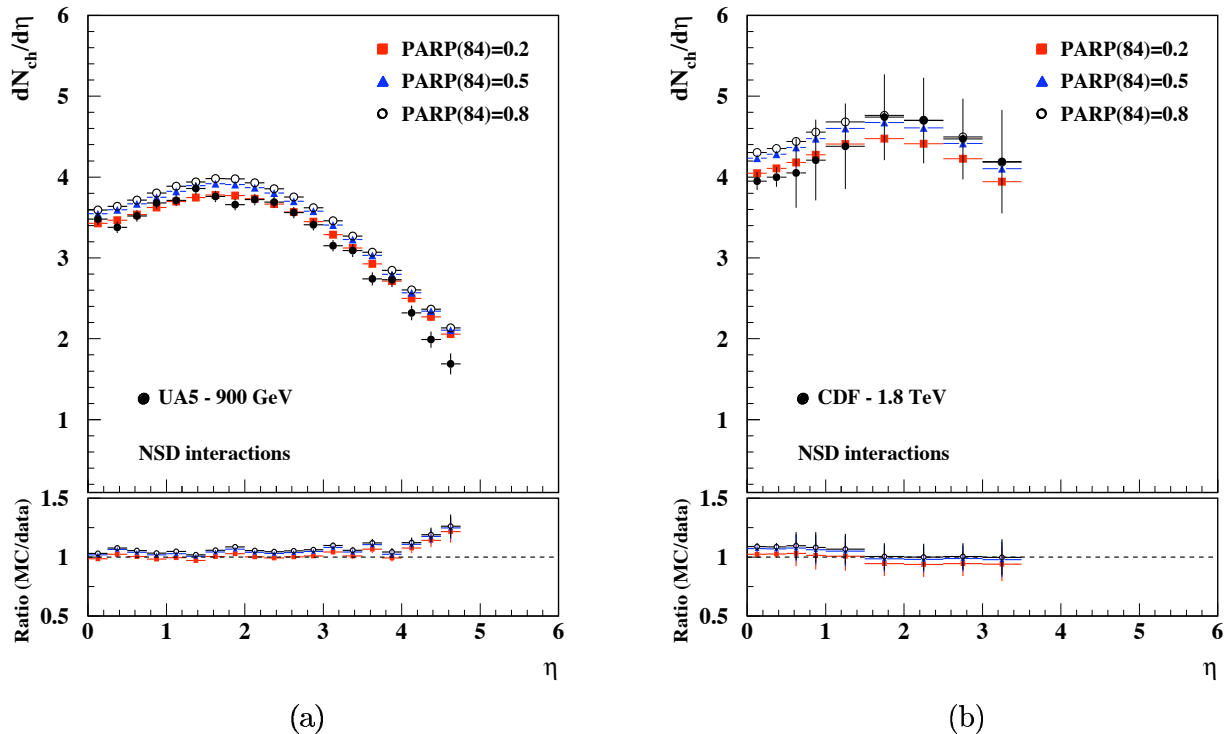 dN_ch/dη
6
5
4
3
2
1
PARP(84)=0.2
PARP(84)=0.5
PARP(84)=0.8
UA5 - 900 GeV
NSD interactions
Ratio (MC/data)
1.5
1
0.5
0 1 2 3 4 5 6
η
(a)
dN_ch/dη
6
5
4
3
2
1
PARP(84)=0.2
PARP(84)=0.5
PARP(84)=0.8
CDF - 1.8 TeV
NSD interactions
Ratio (MC/data)
1.5
1
0.5
0 1 2 3 4 5 6
η
(b)